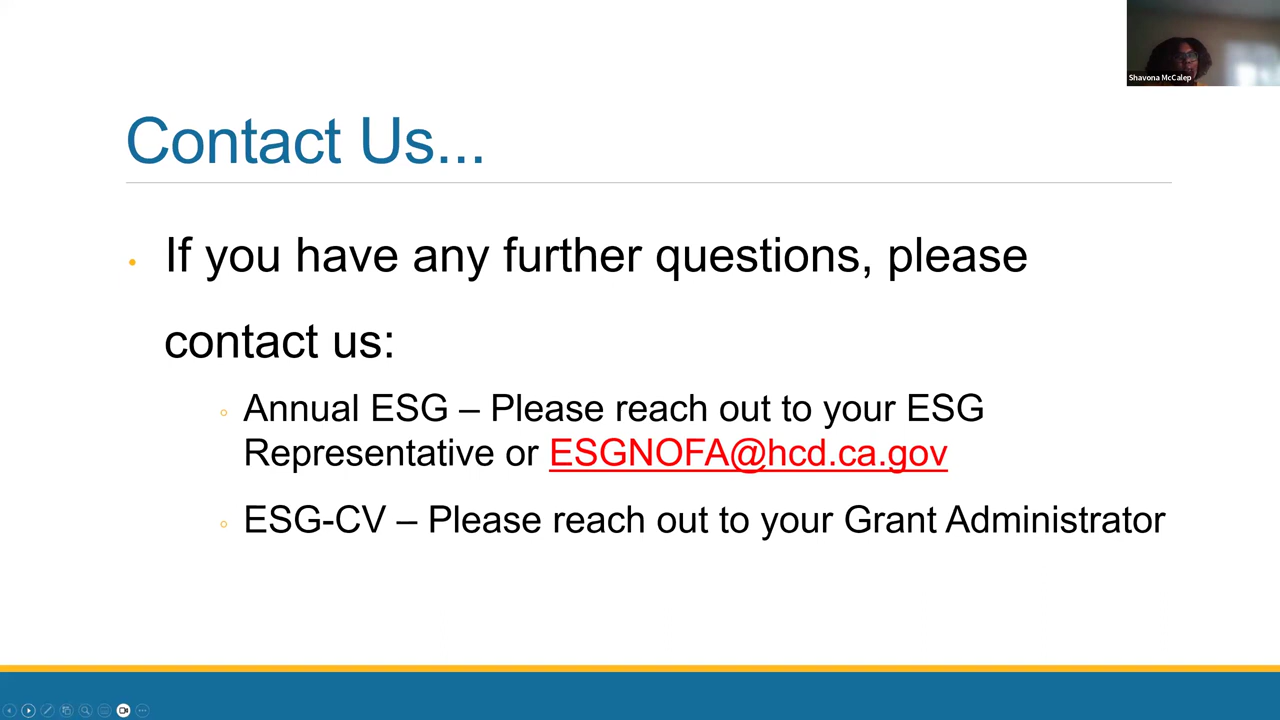 Shavona McCalep
Contact Us...
If you have any further questions, please
contact us:
Annual ESG – Please reach out to your ESG
Representative or ESGNOFA@hcd.ca.gov
ESG-CV – Please reach out to your Grant Administrator